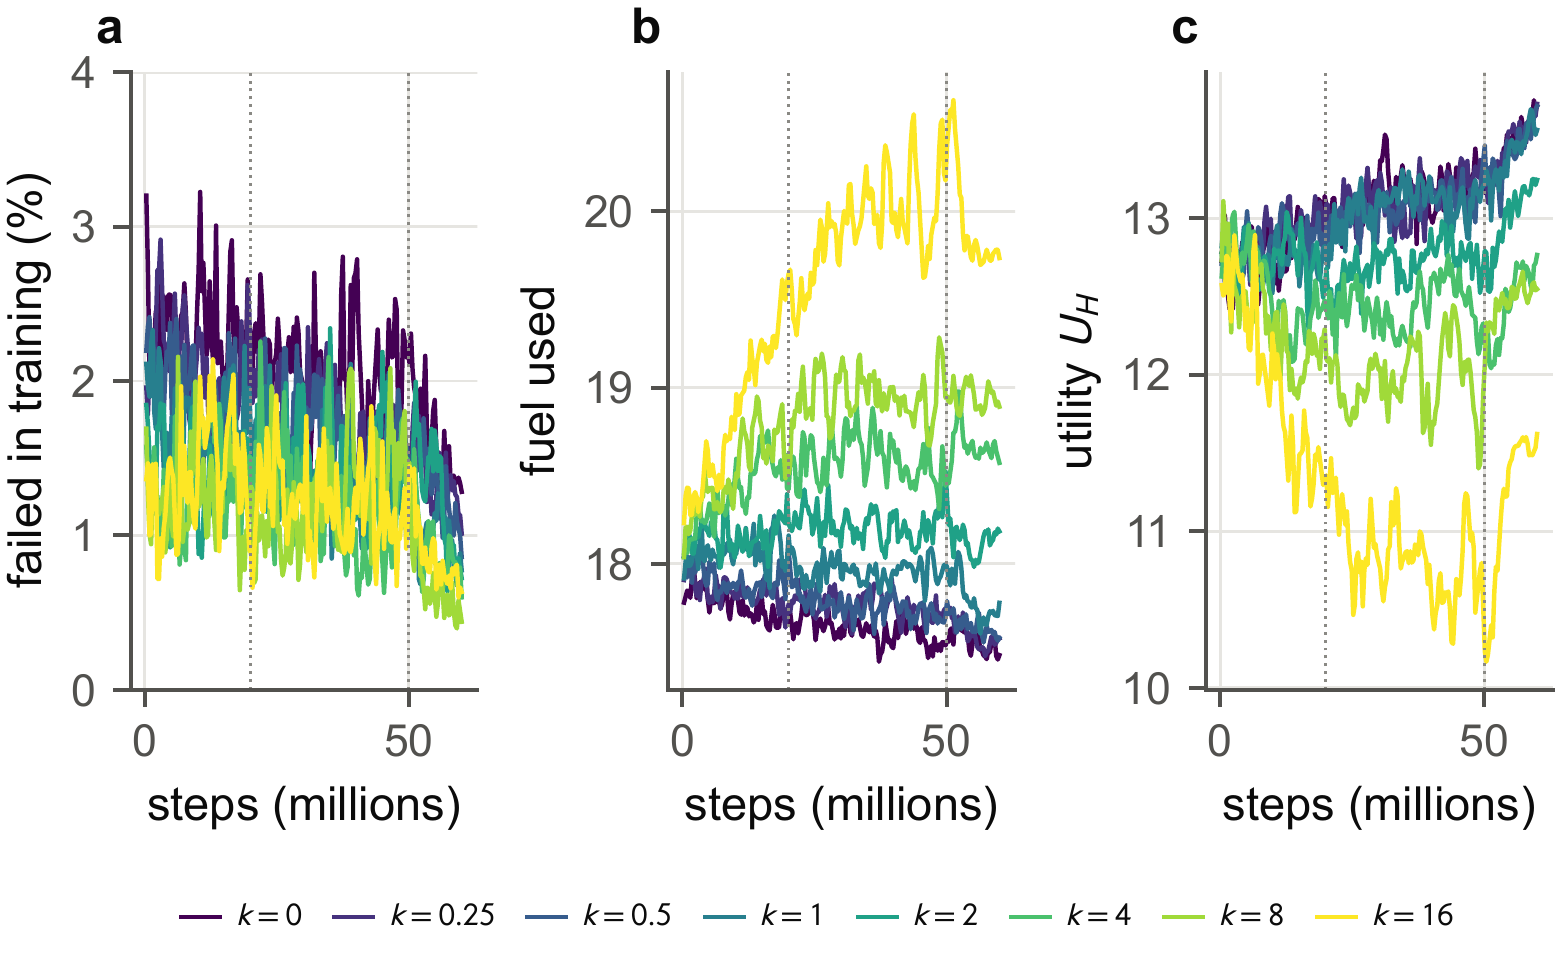 a
b
c
failed in training (%)
4
3
2
1
0
0
50
steps (millions)
fuel used
20
19
18
0
50
steps (millions)
utility U_H
13
12
11
10
0
50
steps (millions)
k = 0
k = 0.25
k = 0.5
k = 1
k = 2
k = 4
k = 8
k = 16